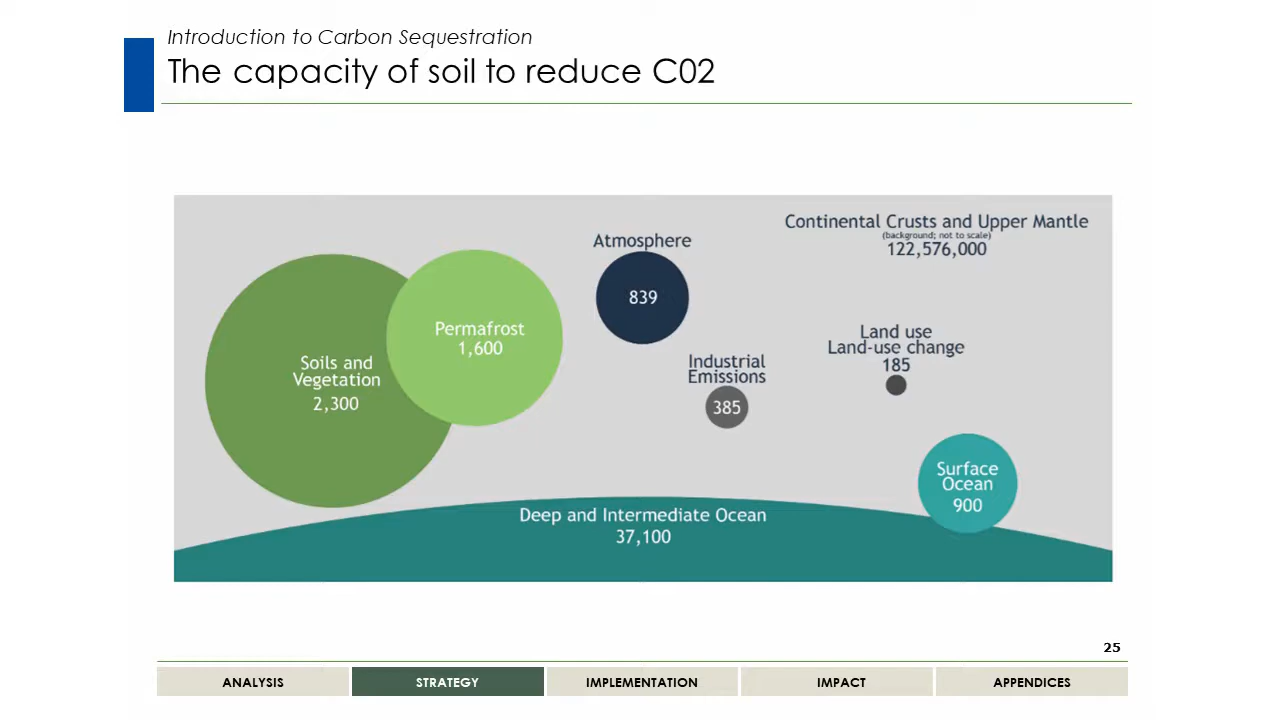 Introduction to Carbon Sequestration
The capacity of soil to reduce C02
Continental Crusts and Upper Mantle
(background; not to scale)
122,576,000
Atmosphere
839
Permafrost
1,600
Soils and
Vegetation
2,300
Industrial
Emissions
385
Land use
Land-use change
185
Surface
Ocean
900
Deep and Intermediate Ocean
37,100
25
ANALYSIS
STRATEGY
IMPLEMENTATION
IMPACT
APPENDICES